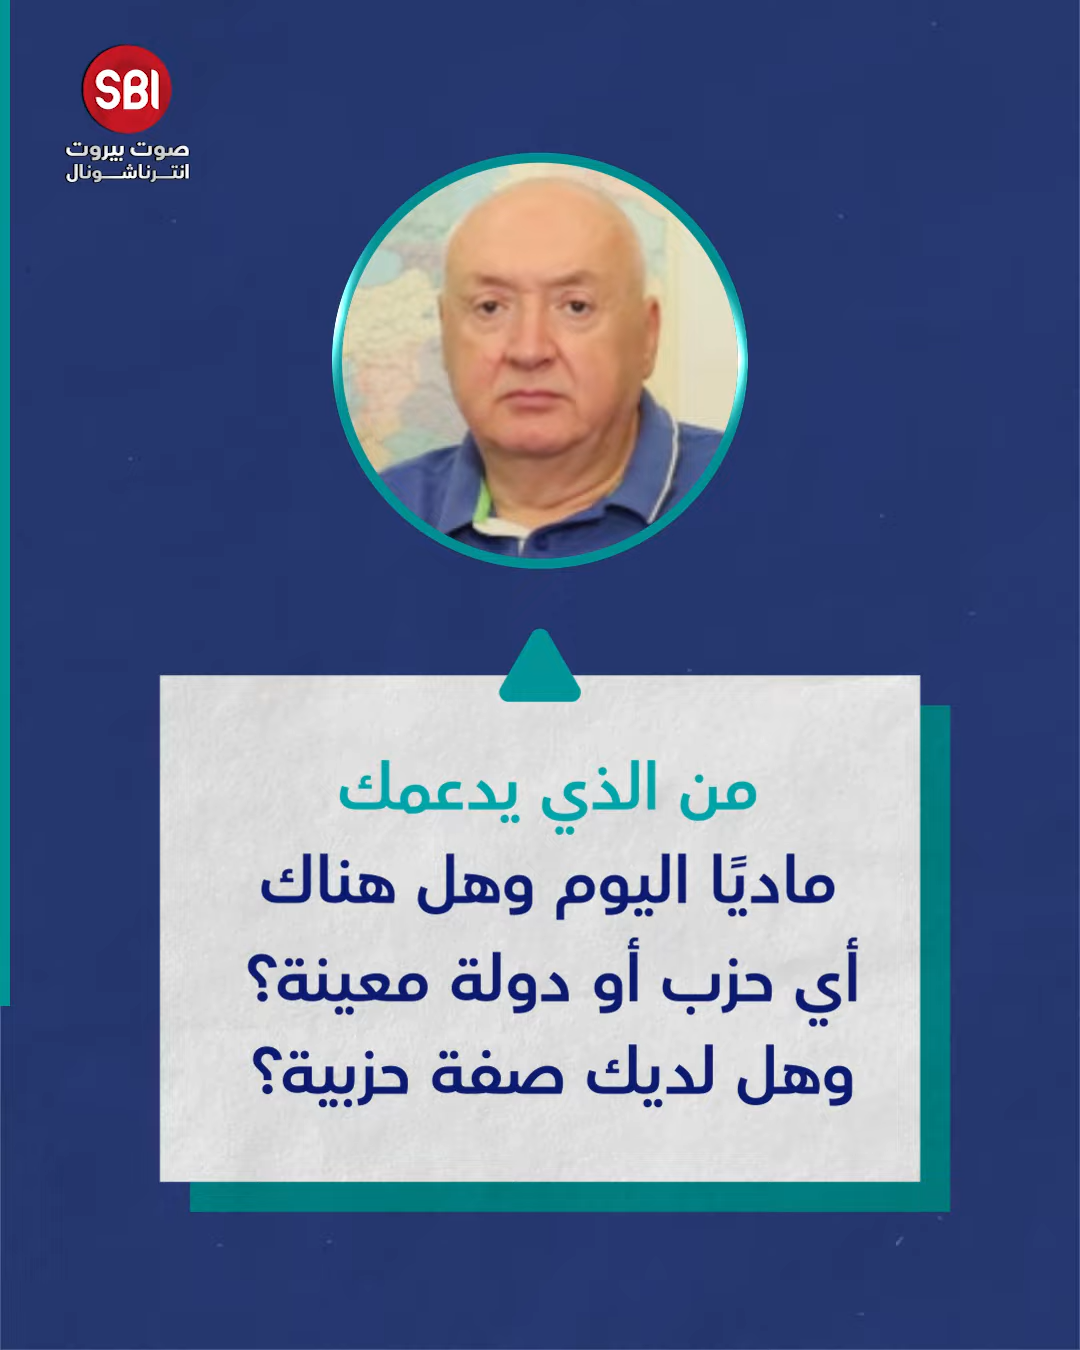 SBI
صوت بيروت
انترناشونال
من الذي يدعمك
ماديًا اليوم وهل هناك
أي حزب أو دولة معينة؟
وهل لديك صفة حزبية؟